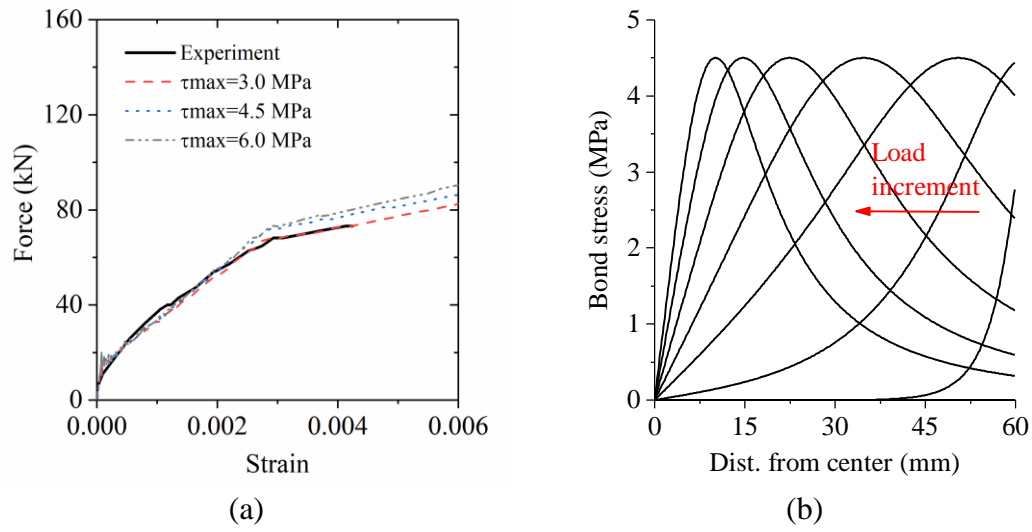 160
120
80
40
0
Force (kN)
Experiment
τmax=3.0 MPa
τmax=4.5 MPa
τmax=6.0 MPa
0.000 0.002 0.004 0.006
Strain
(a)
5
4
3
2
1
0
Bond stress (MPa)
Load
increment
0 15 30 45 60
Dist. from center (mm)
(b)